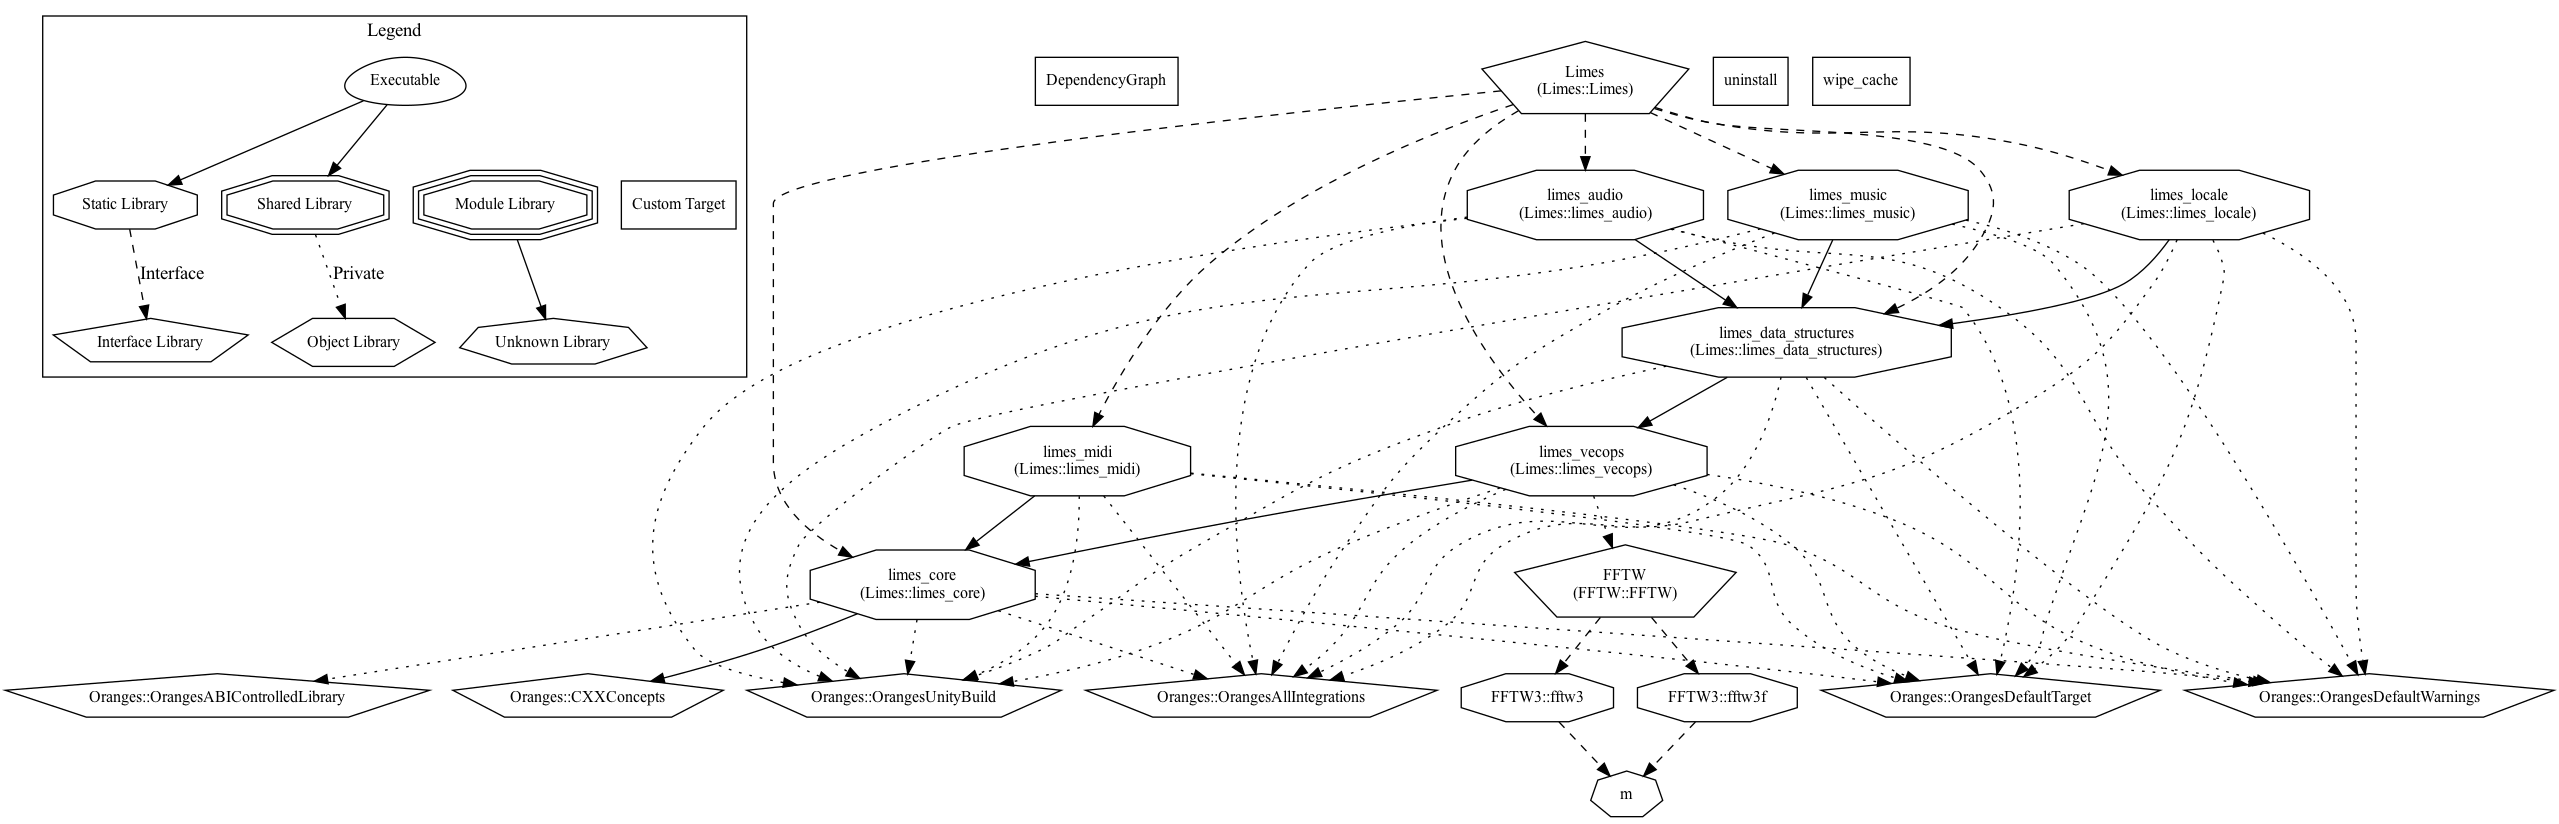 Legend
Executable
Static Library
Shared Library
Module Library
Custom Target
Interface
Private
Interface Library
Object Library
Unknown Library
DependencyGraph
Limes
(Limes::Limes)
uninstall
wipe_cache
limes_audio
(Limes::limes_audio)
limes_music
(Limes::limes_music)
limes_locale
(Limes::limes_locale)
limes_data_structures
(Limes::limes_data_structures)
limes_midi
(Limes::limes_midi)
limes_vecops
(Limes::limes_vecops)
limes_core
(Limes::limes_core)
FFTW
(FFTW::FFTW)
Oranges::OrangesABIControlledLibrary
Oranges::CXXConcepts
Oranges::OrangesUnityBuild
Oranges::OrangesAllIntegrations
FFTW3::fftw3
FFTW3::fftw3f
Oranges::OrangesDefaultTarget
Oranges::OrangesDefaultWarnings
m